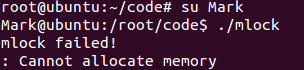 root@ubuntu:~/code# su Mark
Mark@ubuntu:/root/code$ ./mlock
mlock failed!
: Cannot allocate memory